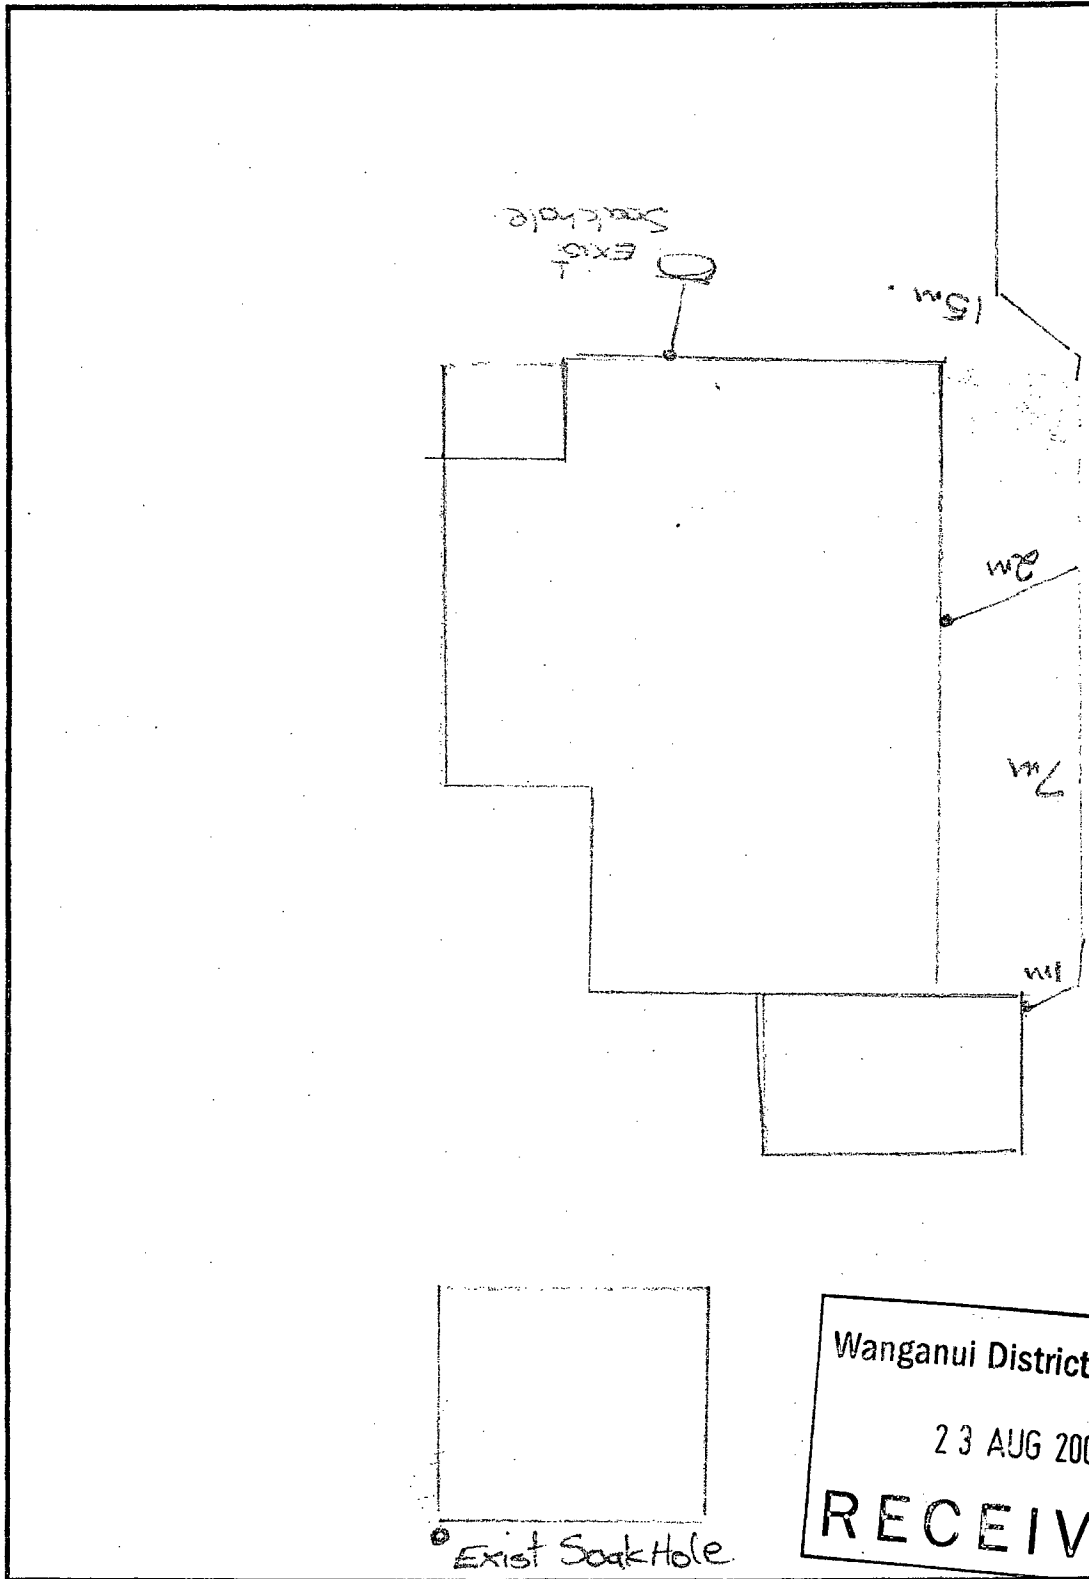 Exist
Soakhole
15m.
2m
7m
1m
Wanganui District
23 AUG 200
RECEIV
Exist SoakHole